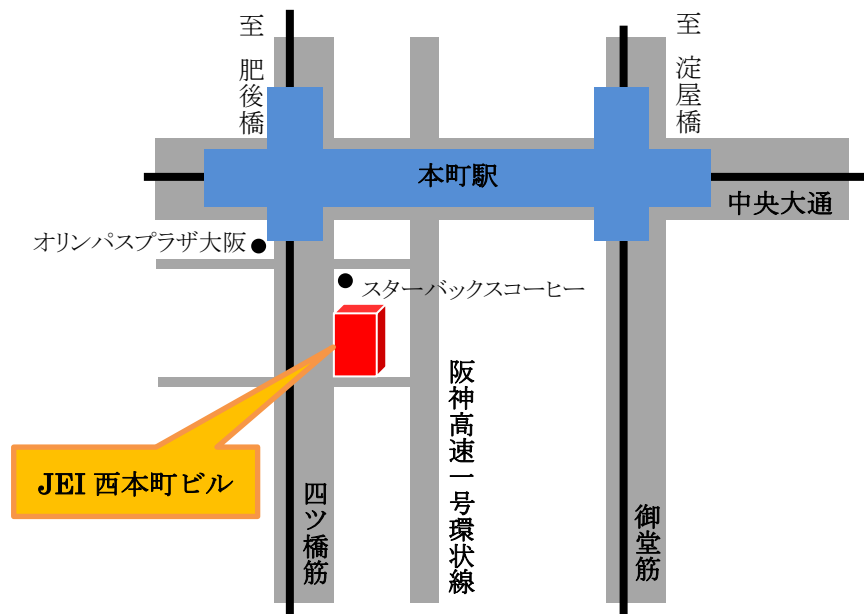 至 肥後橋
至 淀屋橋
本町駅
中央大通
オリンパスプラザ大阪
スターバックスコーヒー
JEI 西本町ビル
四ツ橋筋
阪神高速一号環状線
御堂筋